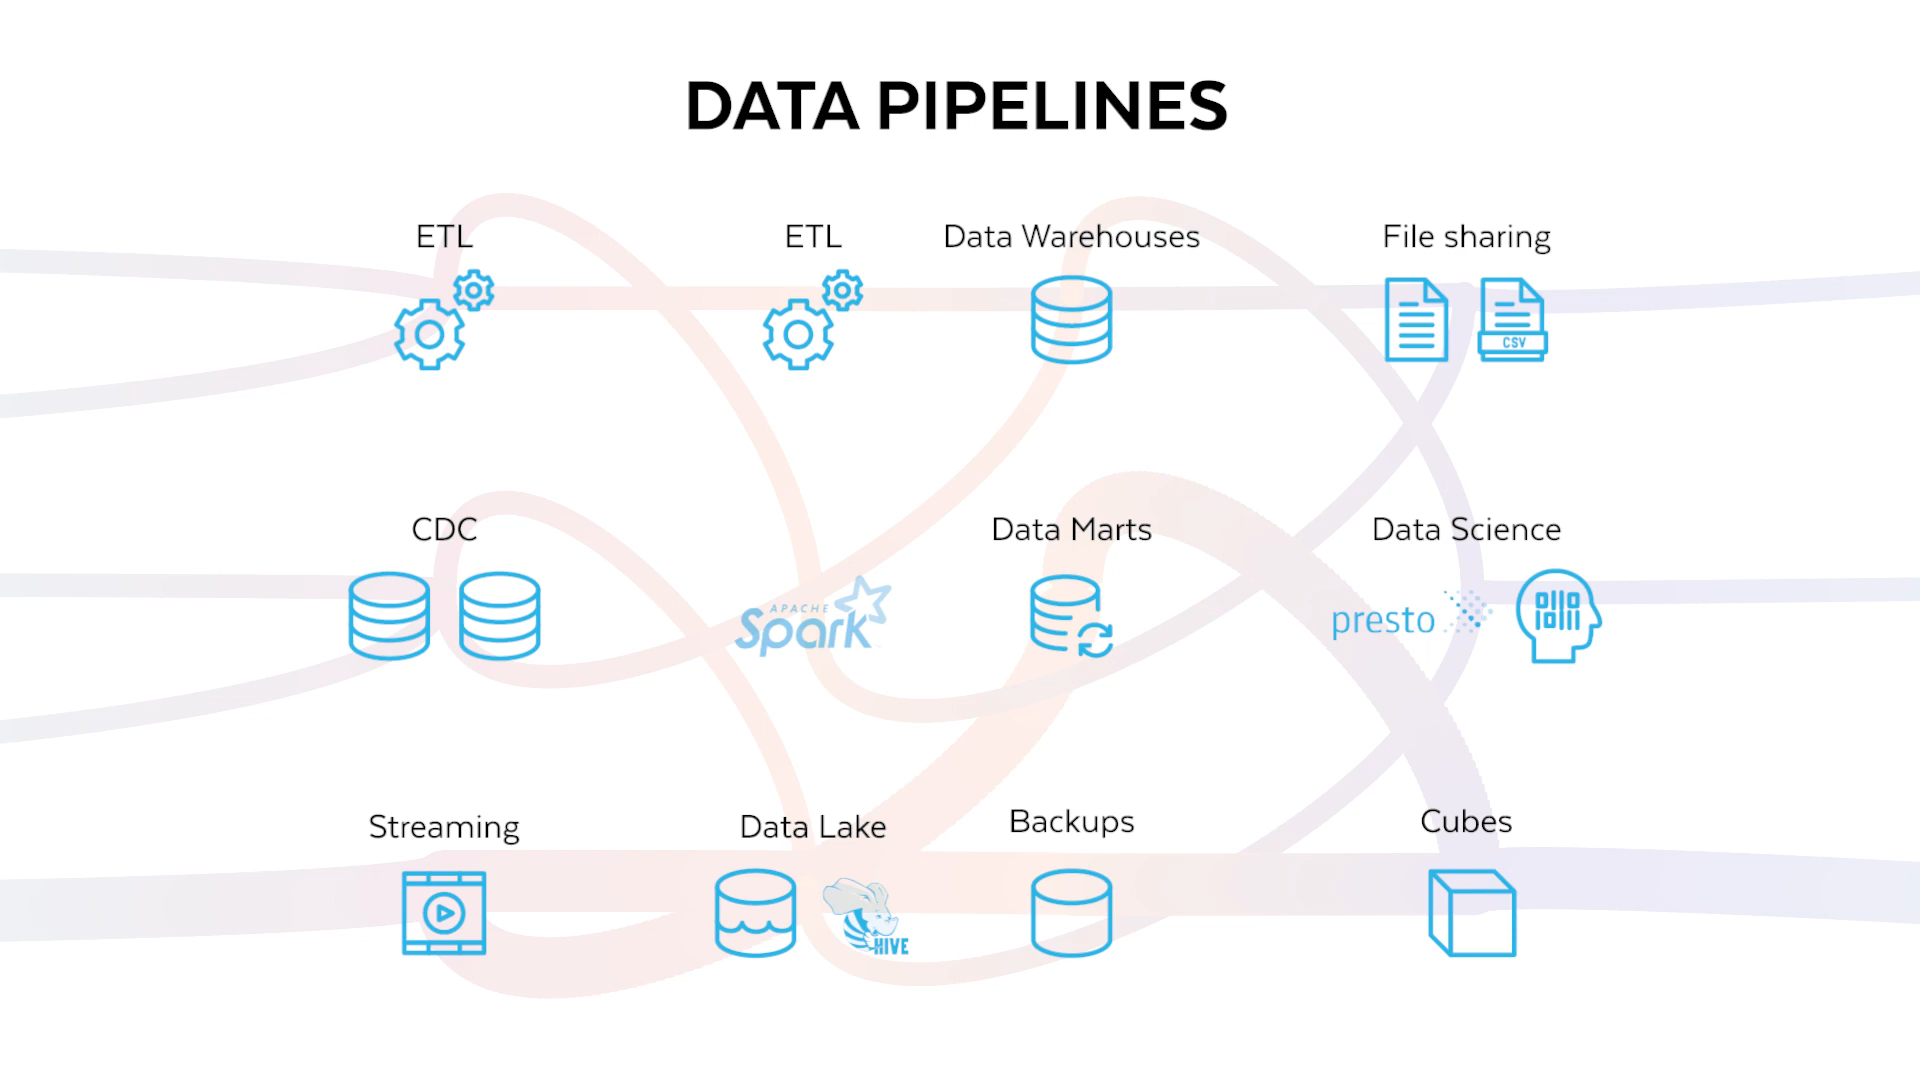 DATA PIPELINES
ETL
ETL
Data Warehouses
File sharing
CSV
CDC
Data Marts
Data Science
APACHE
Spark
presto
Streaming
Data Lake
Backups
Cubes
HIVE